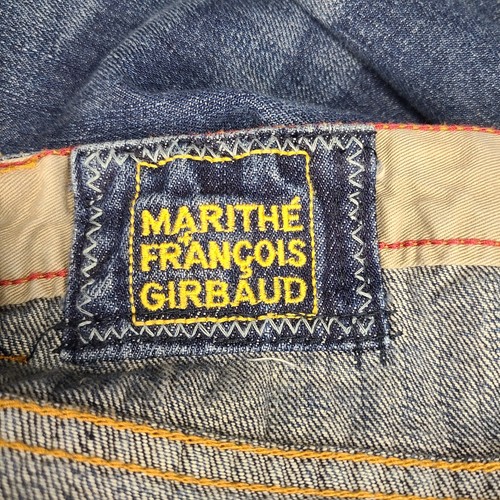 MARITHÉ
+
FRANÇOIS
GIRBAUD